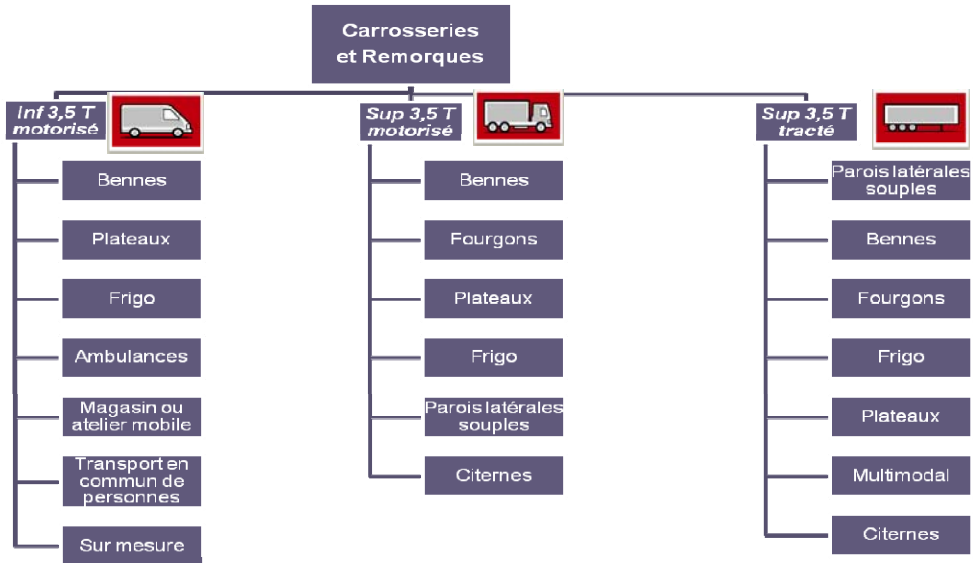 Carrosseries
et Remorques
Inf 3,5 T
motorisé
Bennes
Plateaux
Frigo
Ambulances
Magasin ou
atelier mobile
Transport en
commun de
personnes
Sur mesure
Sup 3,5 T
motorisé
Bennes
Fourgons
Plateaux
Frigo
Parois latérales
souples
Citernes
Sup 3,5 T
tracté
Parois latérales
souples
Bennes
Fourgons
Frigo
Plateaux
Multimodal
Citernes